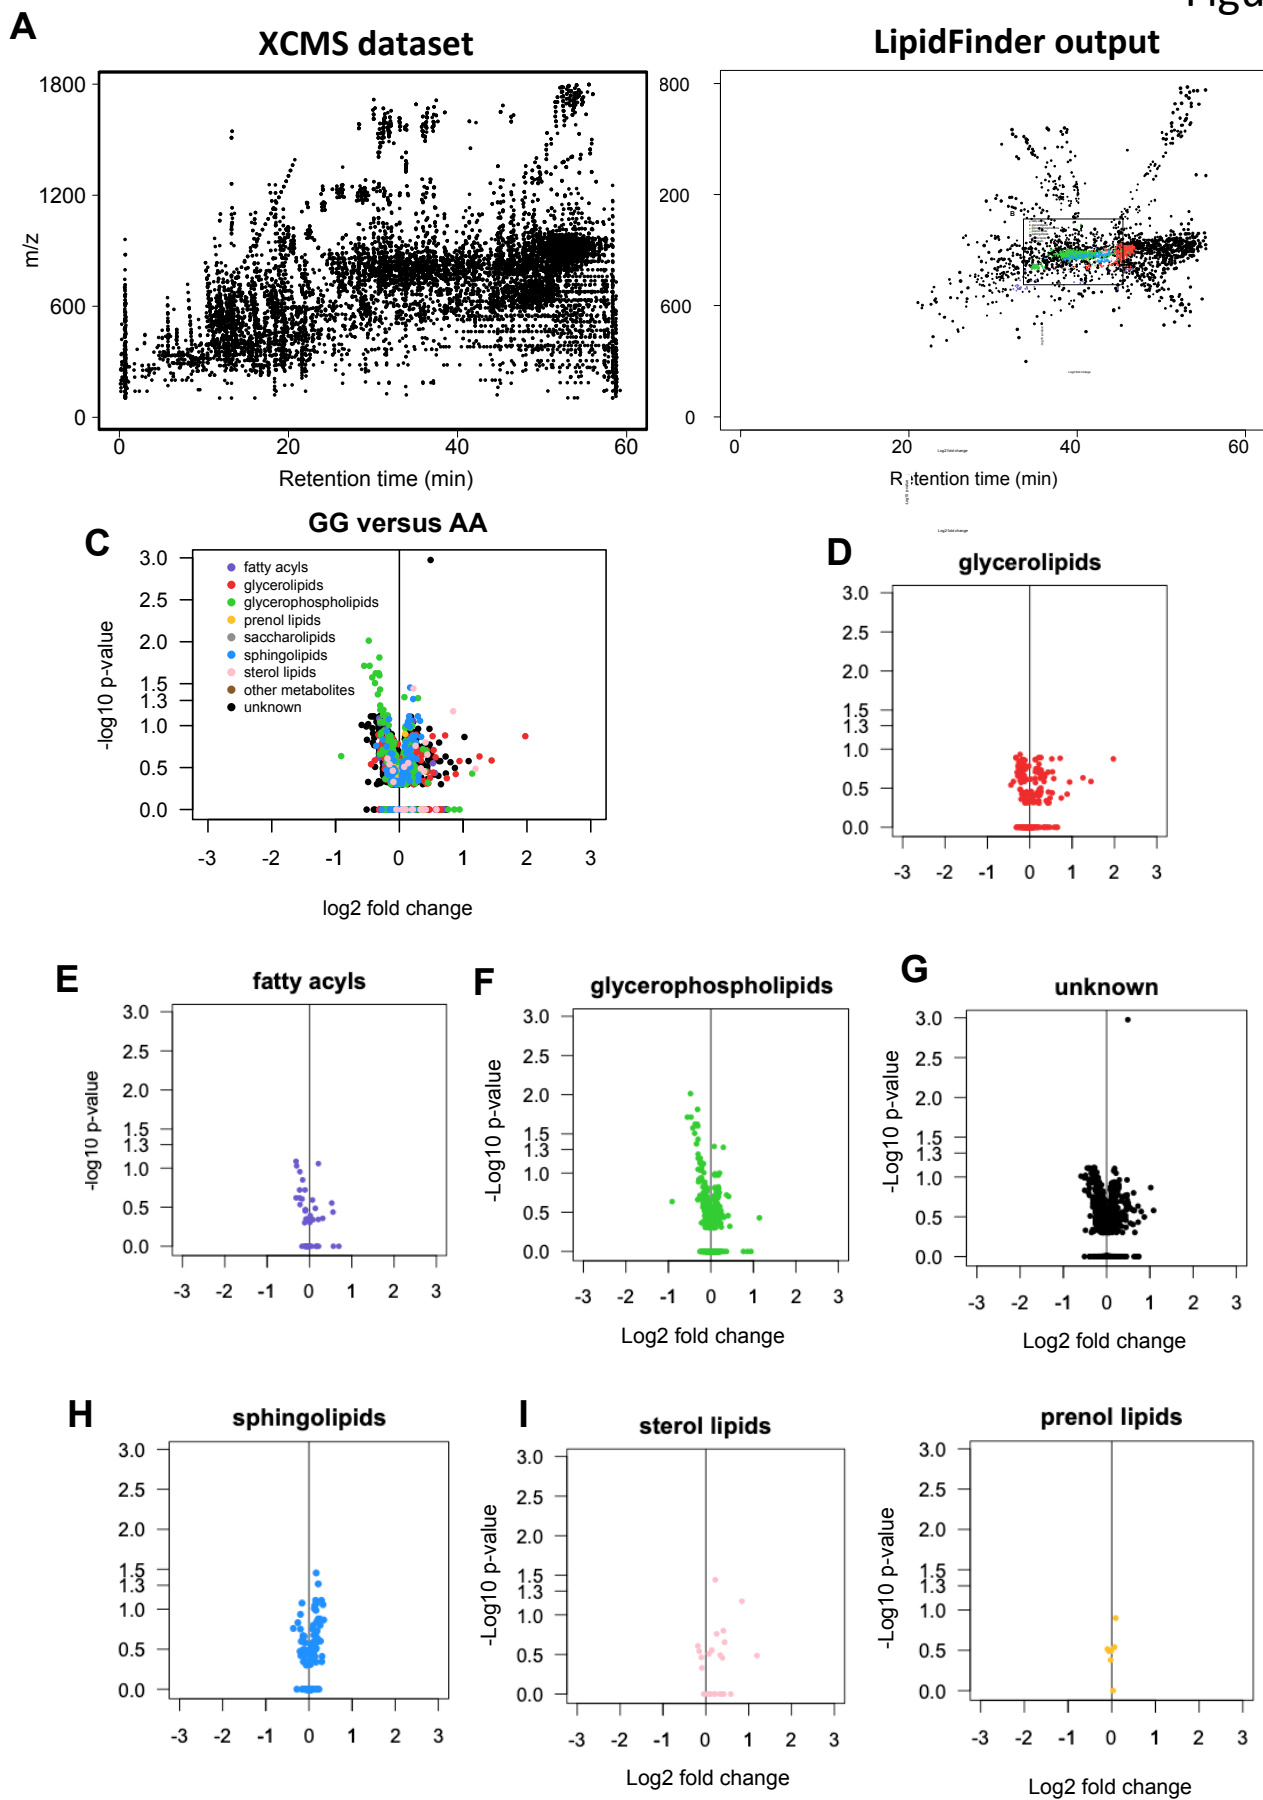 Figu
A
XCMS dataset
LipidFinder output
1800
1200
600
0
m/z
0 20 40 60
Retention time (min)
800
200
600
0
B
0 20 40 60
Log2 fold change
R tention time (min)
Log2 fold change
C
GG versus AA
3.0
2.5
2.0
1.5
1.3
1.0
0.5
0.0
-log10 p-value
fatty acyls
glycerolipids
glycerophospholipids
prenol lipids
saccharolipids
sphingolipids
sterol lipids
other metabolites
unknown
-3 -2 -1 0 1 2 3
log2 fold change
D
glycerolipids
3.0
2.5
2.0
1.5
1.3
1.0
0.5
0.0
-3 -2 -1 0 1 2 3
E
fatty acyls
3.0
2.5
2.0
1.5
1.3
1.0
0.5
0.0
-log10 p-value
-3 -2 -1 0 1 2 3
F
glycerophospholipids
3.0
2.5
2.0
1.5
1.3
1.0
0.5
0.0
-Log10 p-value
-3 -2 -1 0 1 2 3
Log2 fold change
G
unknown
3.0
2.5
2.0
1.5
1.3
1.0
0.5
0.0
-Log10 p-value
-3 -2 -1 0 1 2 3
Log2 fold change
H
sphingolipids
3.0
2.5
2.0
1.5
1.3
1.0
0.5
0.0
-3 -2 -1 0 1 2 3
I
sterol lipids
3.0
2.5
2.0
1.5
1.3
1.0
0.5
0.0
-Log10 p-value
-3 -2 -1 0 1 2 3
Log2 fold change
prenol lipids
3.0
2.5
2.0
1.5
1.3
1.0
0.5
0.0
-Log10 p-value
-3 -2 -1 0 1 2 3
Log2 fold change